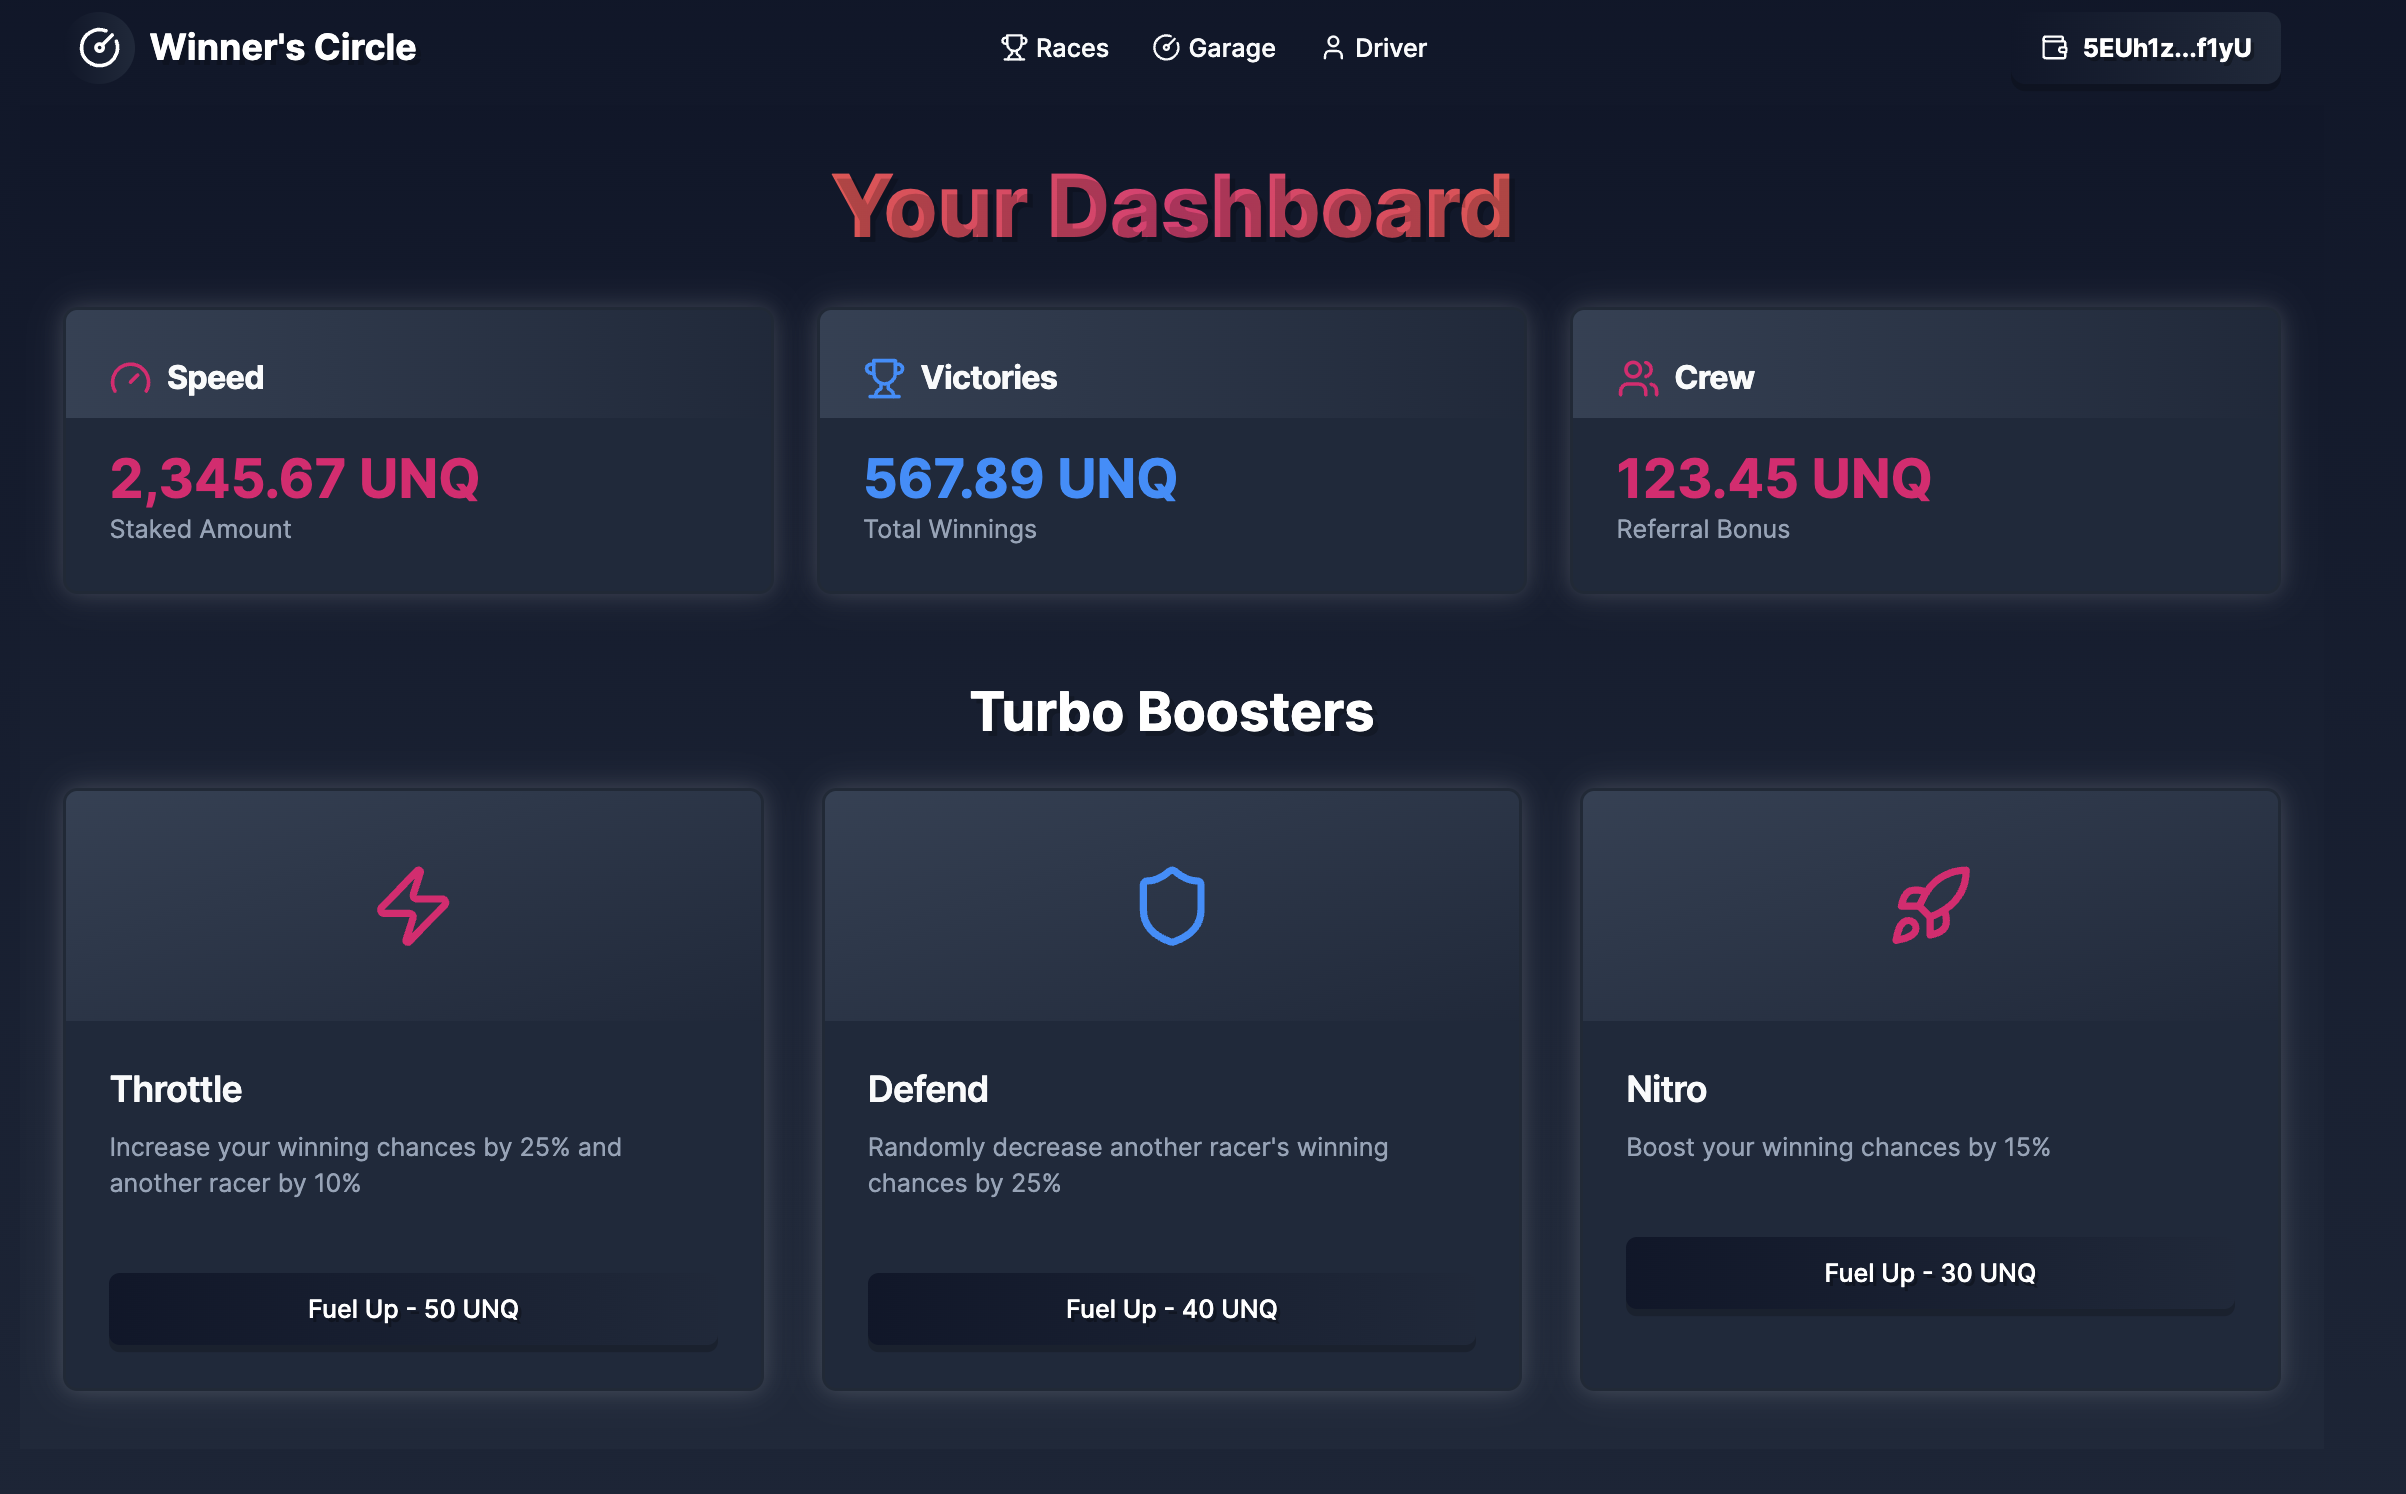 Winner's Circle
Races
Garage
Driver
5EUh1z...f1yU
Your Dashboard
Speed
2,345.67 UNQ
Staked Amount
Victories
567.89 UNQ
Total Winnings
Crew
123.45 UNQ
Referral Bonus
Turbo Boosters
Throttle
Increase your winning chances by 25% and
another racer by 10%
Fuel Up - 50 UNQ
Defend
Randomly decrease another racer's winning
chances by 25%
Fuel Up - 40 UNQ
Nitro
Boost your winning chances by 15%
Fuel Up - 30 UNQ